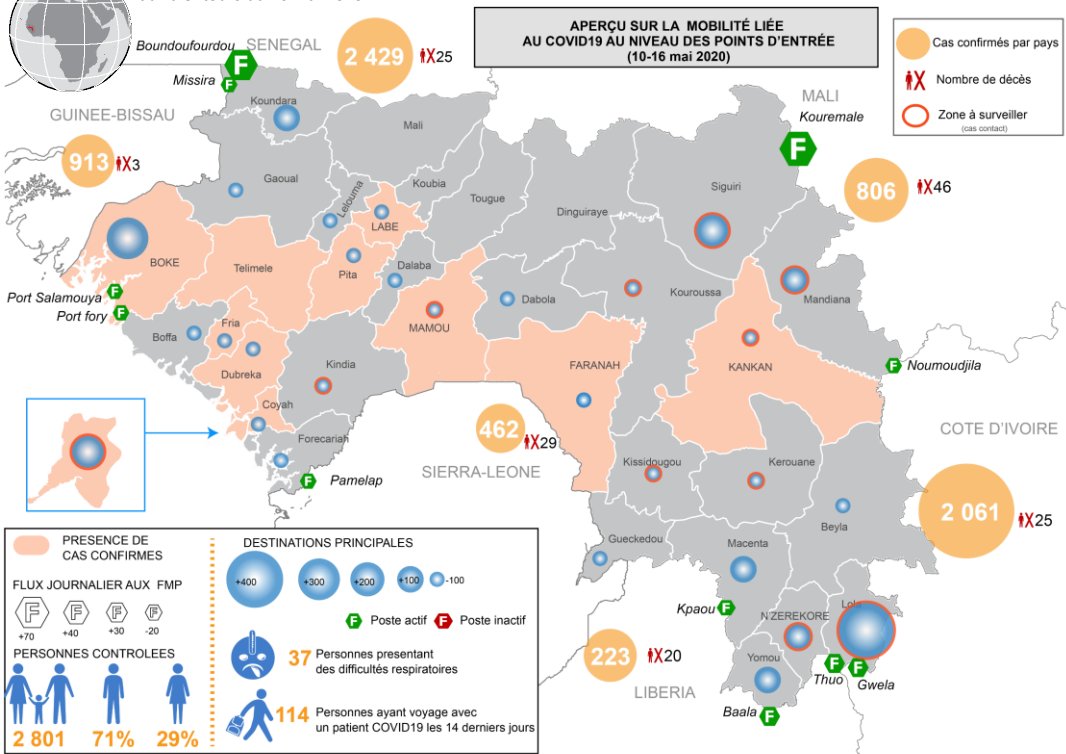 APERÇU SUR LA MOBILITÉ LIÉE
AU COVID19 AU NIVEAU DES POINTS D'ENTRÉE
(10-16 mai 2020)
Cas confirmés par pays
Nombre de décès
Zone à surveiller
(cas contact)
Boundoufourdou
SENEGAL
2 429
25
F
Missira
F
Koundara
GUINEE-BISSAU
913
3
Mali
MALI
Kouremale
F
806
46
Gaoual
Lelouma
Koubia
Tougue
Siguiri
Dinguiraye
LABE
BOKE
Telimele
Pita
Dalaba
Dabola
Kouroussa
Mandiana
Port Salamouya
F
Port fory
F
Boffa
Fria
MAMOU
Dubreka
Kindia
FARANAH
KANKAN
F
Noumoudjila
Coyah
Forecariah
462
29
SIERRA-LEONE
COTE D'IVOIRE
F
Pamelap
Kissidougou
Kerouane
2 061
25
Beyla
Gueckedou
Macenta
Kpaou
F
N'ZEREKORE
Lola
223
20
LIBERIA
Yomou
Thuo
F
F
Gwela
Baala
F
PRESENCE DE
CAS CONFIRMES
FLUX JOURNALIER AUX FMP
F
F
F
F
+70
+40
+30
-20
PERSONNES CONTROLEES
2 801
71%
29%
DESTINATIONS PRINCIPALES
+400
+300
+200
+100
-100
F
Poste actif
F
Poste inactif
37
Personnes presentant
des difficultés respiratoires
114
Personnes ayant voyage avec
un patient COVID19 les 14 derniers jours